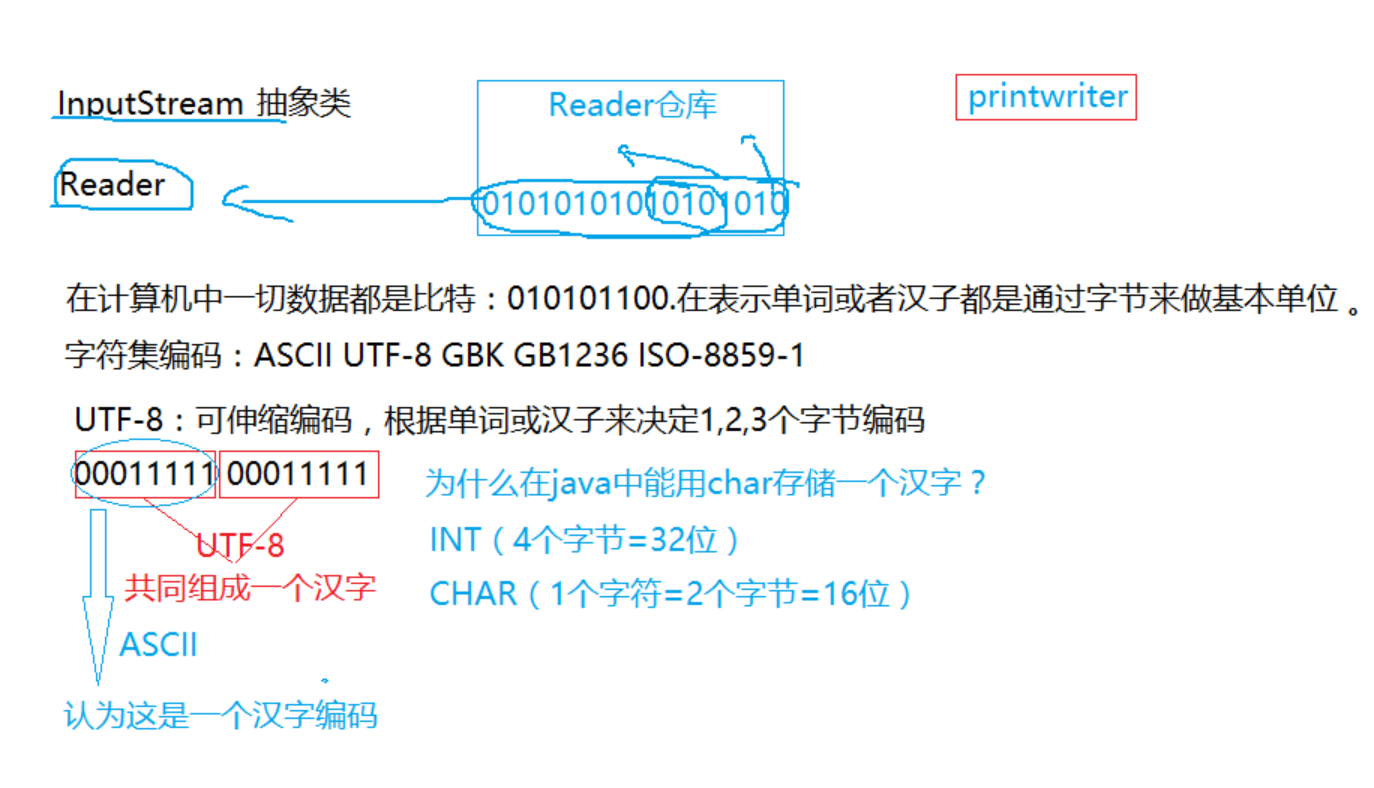 InputStream 抽象类
Reader仓库
printwriter
Reader
01010101010101010
在计算机中一切数据都是比特：010101100.在表示单词或者汉子都是通过字节来做基本单位 。
字符集编码：ASCII UTF-8 GBK GB1236 ISO-8859-1
UTF-8：可伸缩编码，根据单词或汉子来决定1,2,3个字节编码
00011111 00011111
为什么在java中能用char存储一个汉字？
UTF-8
INT（4个字节=32位）
共同组成一个汉字
CHAR（1个字符=2个字节=16位）
ASCII
认为这是一个汉字编码